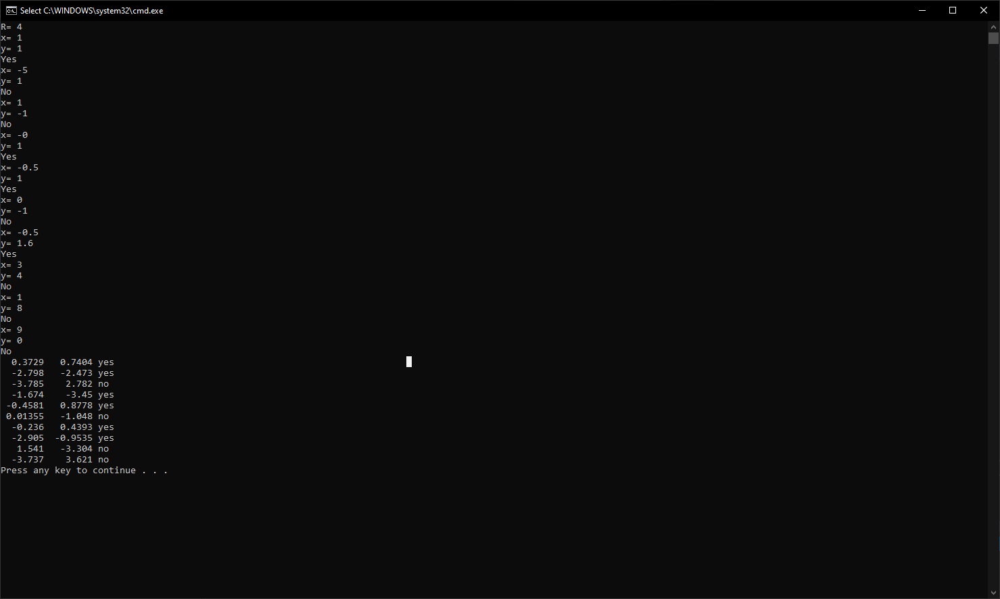 Select C:\WINDOWS\system32\cmd.exe
R= 4
x= 1
y= 1
Yes
x= -5
y= 1
No
x= 1
y= -1
No
x= -0
y= 1
Yes
x= -0.5
y= 1
Yes
x= 0
y= -1
No
x= -0.5
y= 1.6
Yes
x= 3
y= 4
No
x= 1
y= 8
No
x= 9
y= 0
No
0.3729 0.7404 yes
-2.798 -2.473 yes
-3.785 2.782 no
-1.674 -3.45 yes
-0.4581 0.8778 yes
0.01355 -1.048 no
-0.236 0.4393 yes
-2.905 -0.9535 yes
1.541 -3.304 no
-3.737 3.621 no
Press any key to continue . . .